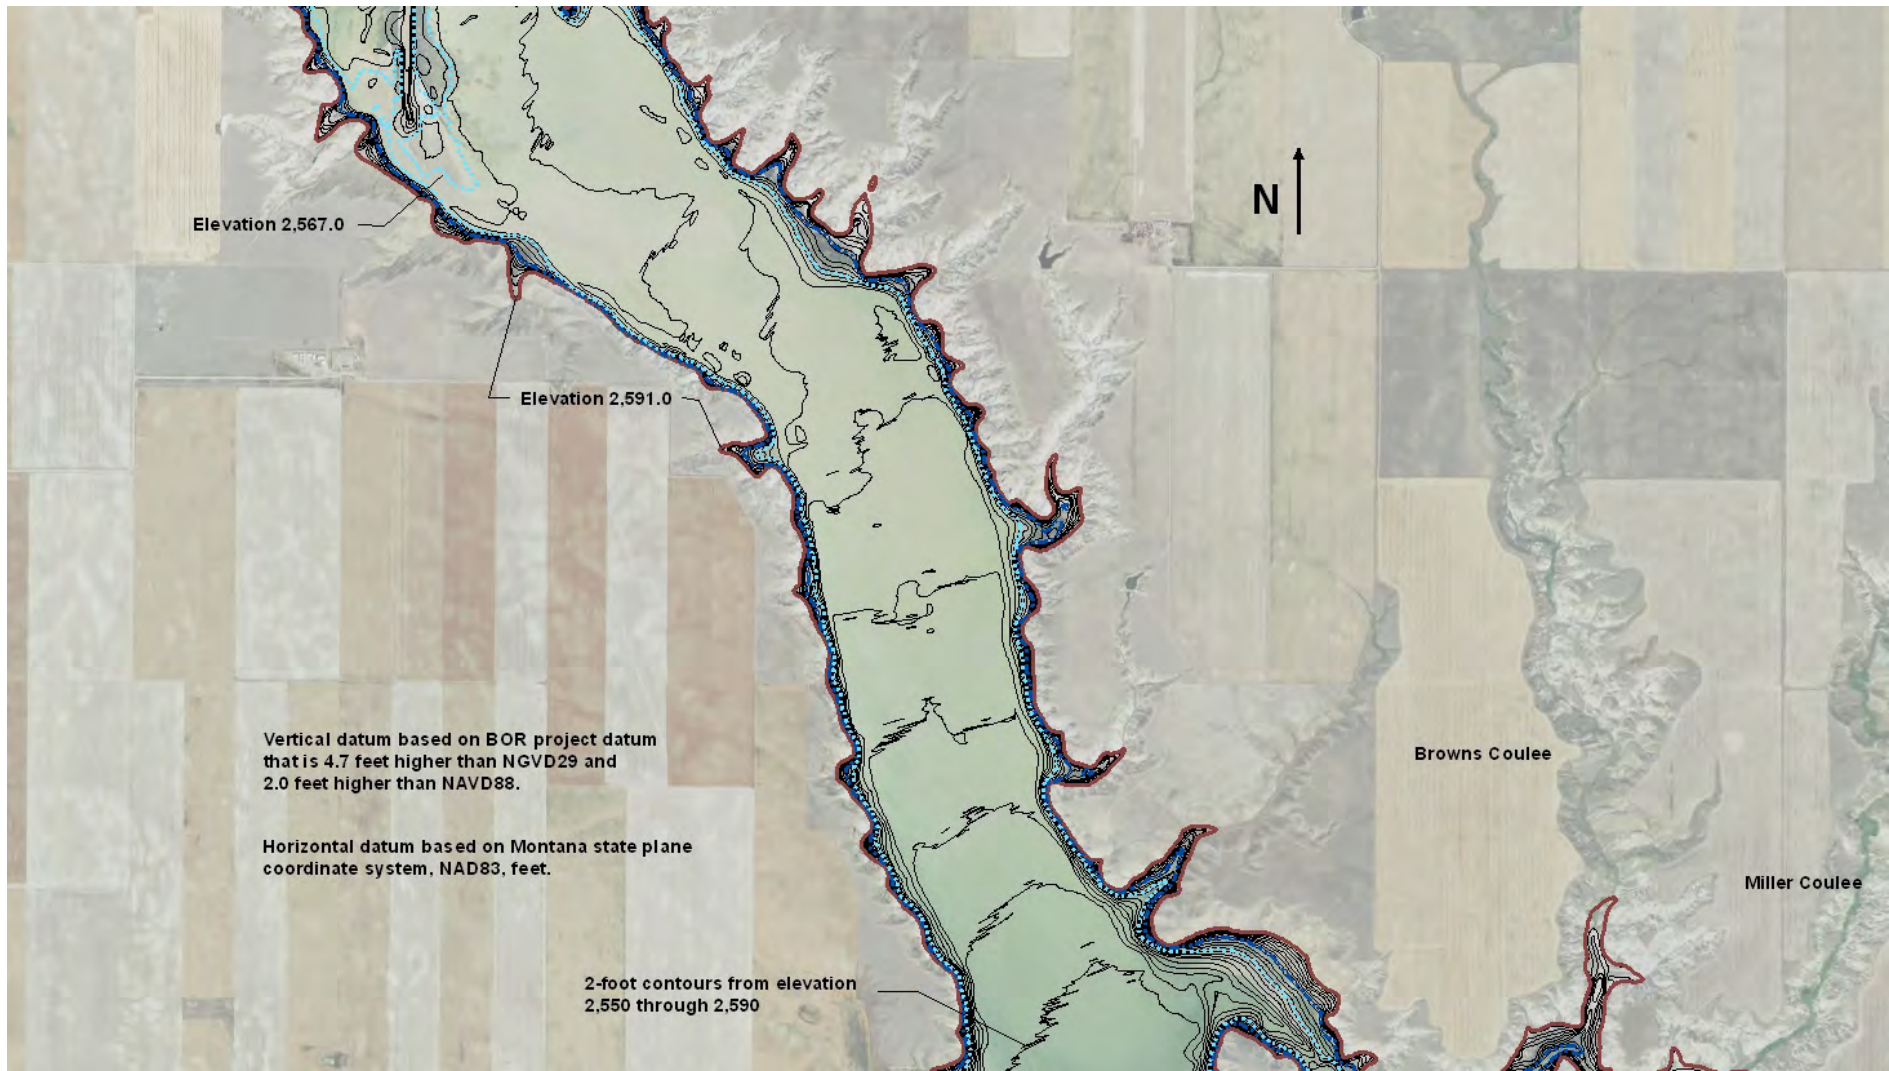 N
Elevation 2,567.0
Elevation 2,591.0
Vertical datum based on BOR project datum
that is 4.7 feet higher than NGVD29 and
2.0 feet higher than NAVD88.
Browns Coulee
Horizontal datum based on Montana state plane
coordinate system, NAD83, feet.
Miller Coulee
2-foot contours from elevation
2,550 through 2,590